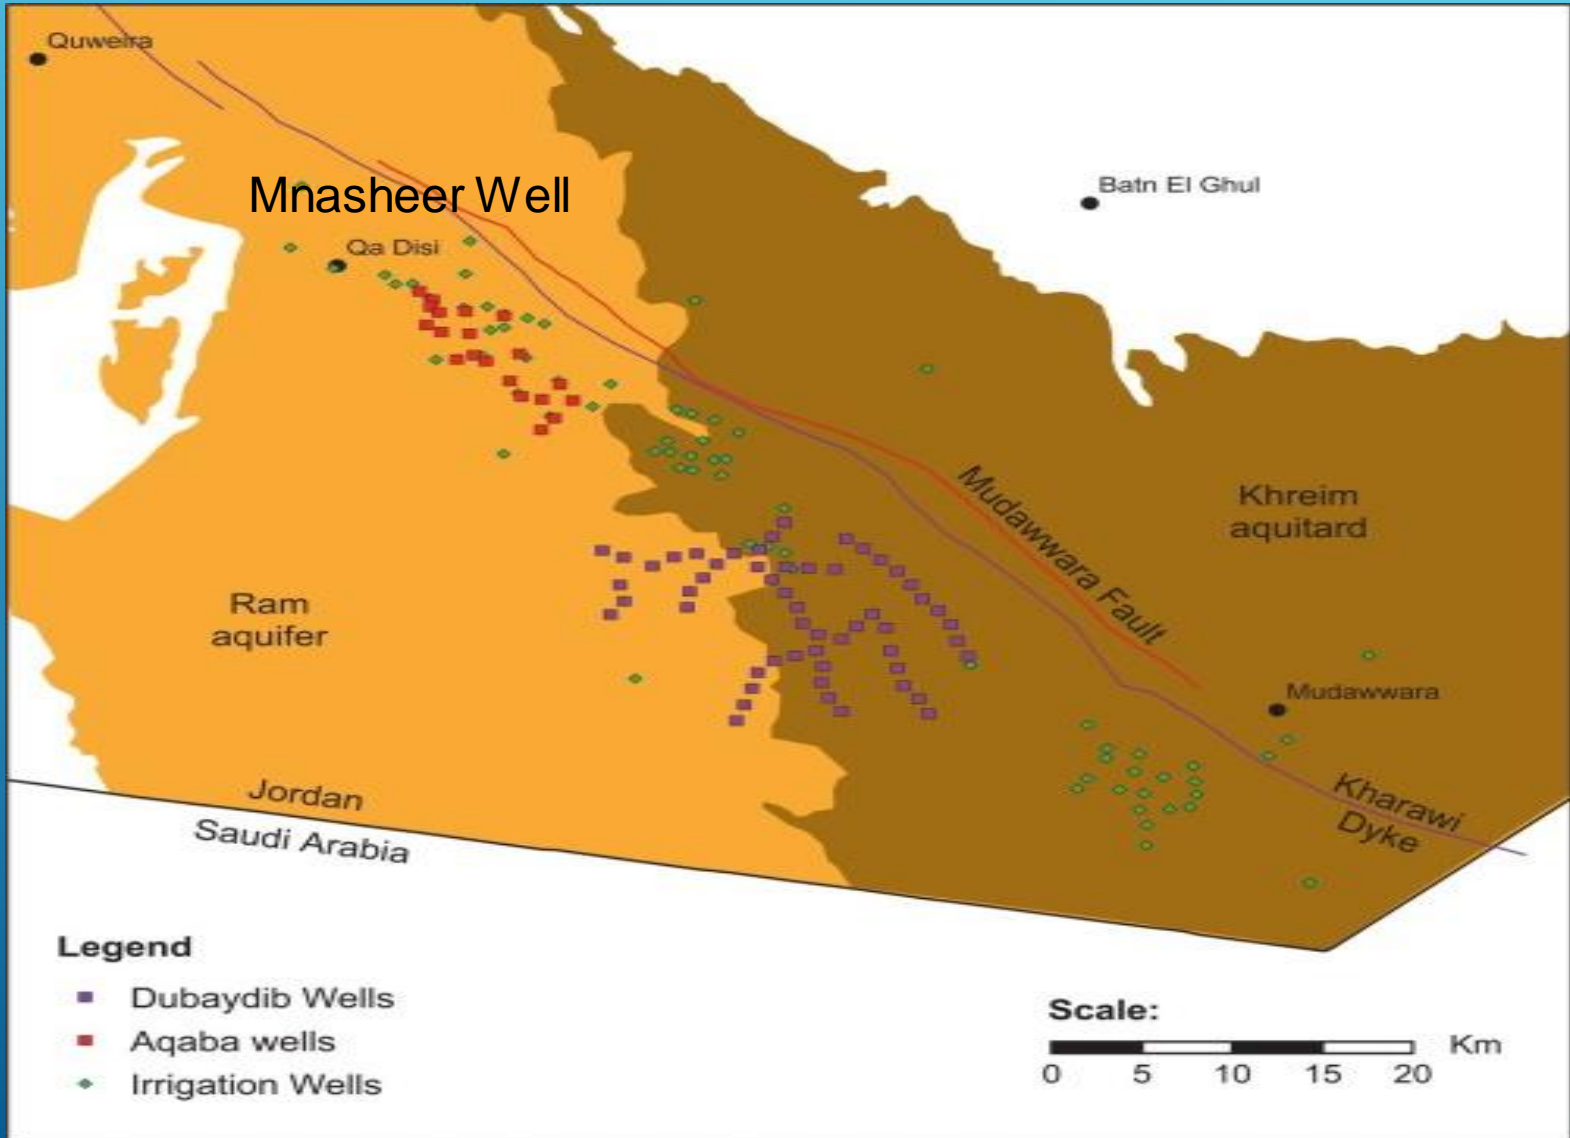 Quweira
Mnasheer Well
Batn El Ghul
Qa Disi
Mudawwara Fault
Khreim
aquitard
Ram
aquifer
Mudawwara
Jordan
Saudi Arabia
Kharawi
Dyke
Legend
Dubaydib Wells
Aqaba wells
Irrigation Wells
Scale:
Km
0 5 10 15 20